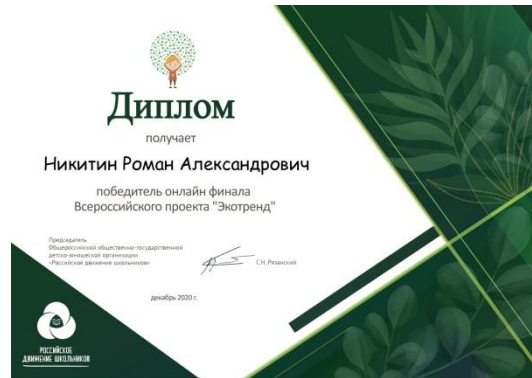 Диплом
получает
Никитин Роман Александрович
победитель онлайн финала
Всероссийского проекта "Экотренд"
Председатель
Общероссийской общественно-государственной
детско-юношеской организации
«Российское движение школьников»
С.Н. Рязанский
декабрь 2020 г.
РОССИЙСКОЕ
ДВИЖЕНИЕ ШКОЛЬНИКОВ